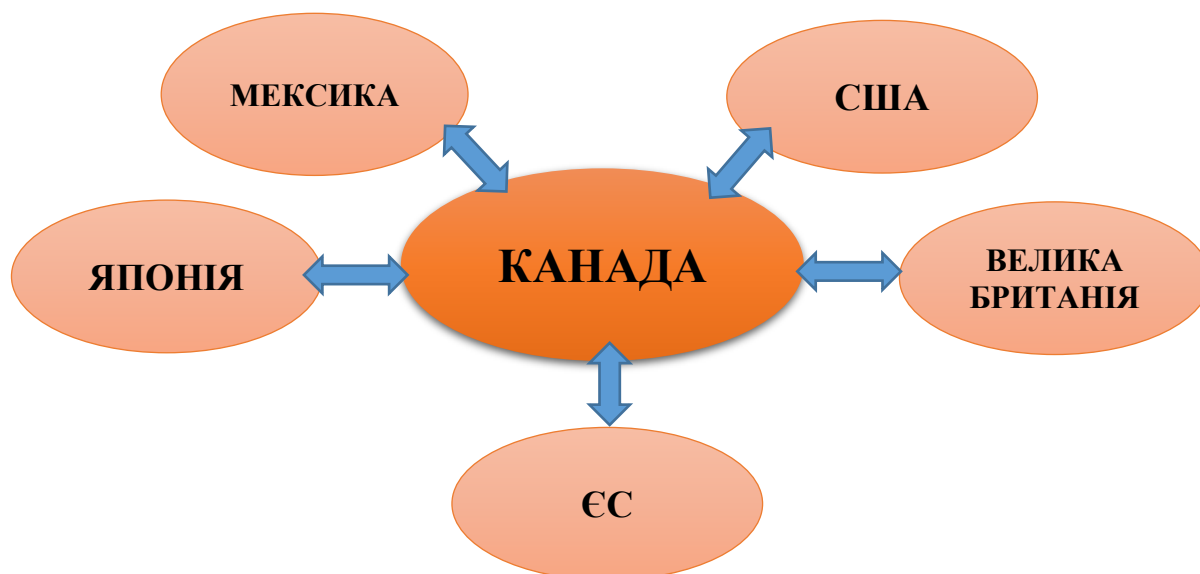 МЕКСИКА
США
ЯПОНІЯ
КАНАДА
ВЕЛИКА
БРИТАНІЯ
ЄС